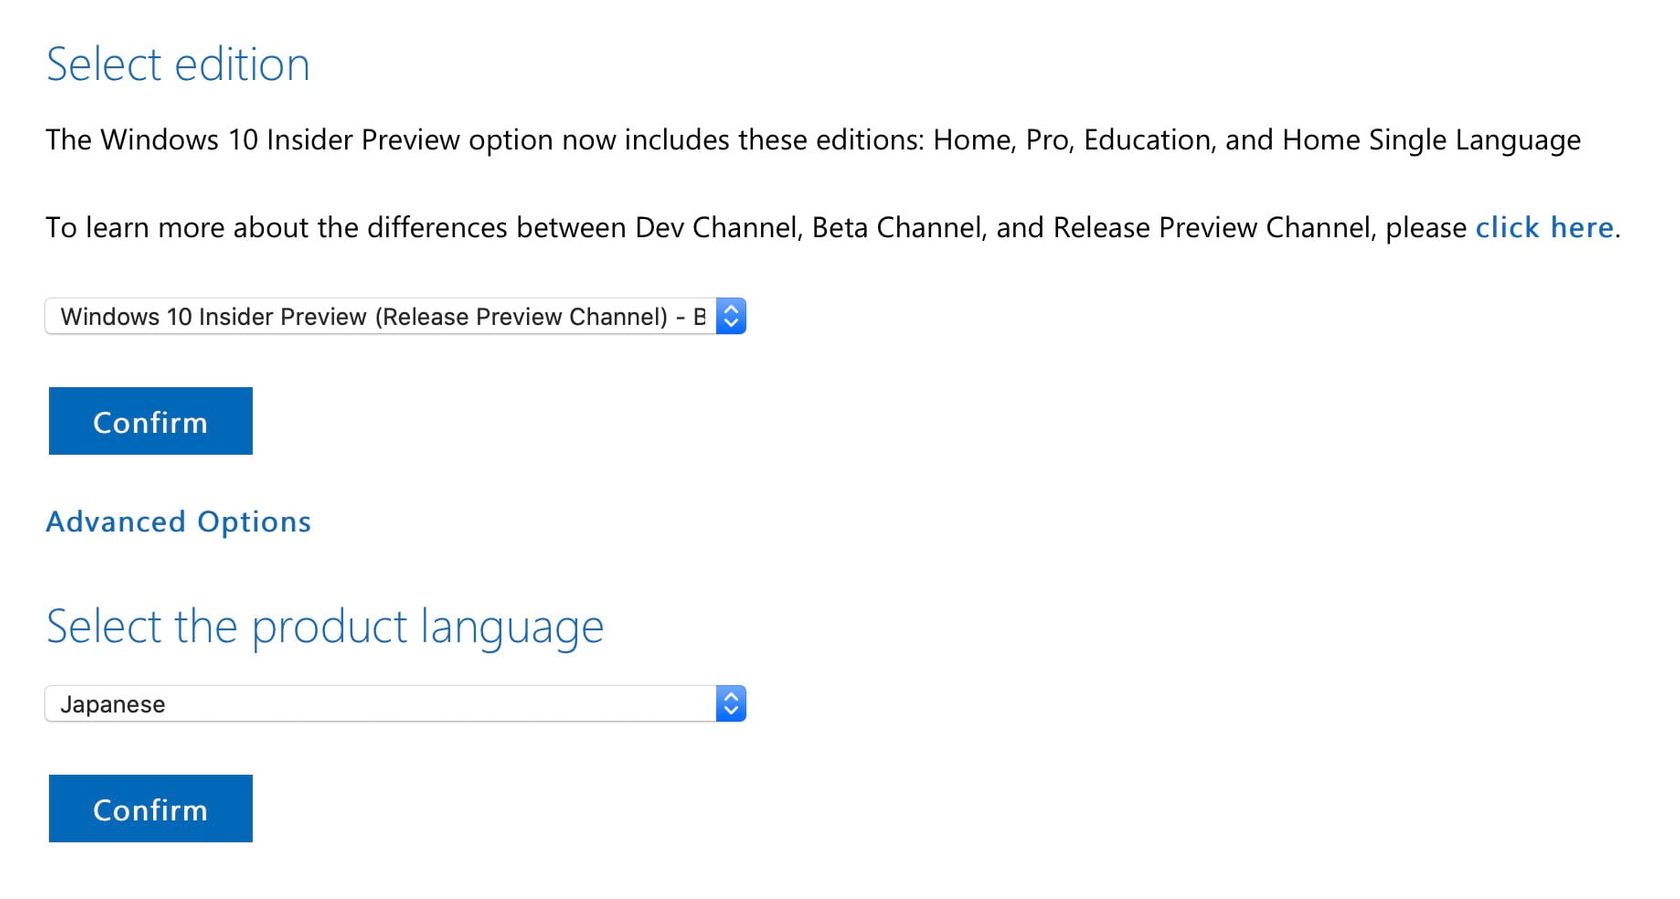 Select edition
The Windows 10 Insider Preview option now includes these editions: Home, Pro, Education, and Home Single Language
To learn more about the differences between Dev Channel, Beta Channel, and Release Preview Channel, please click here.
Windows 10 Insider Preview (Release Preview Channel) - B
Confirm
Advanced Options
Select the product language
Japanese
Confirm